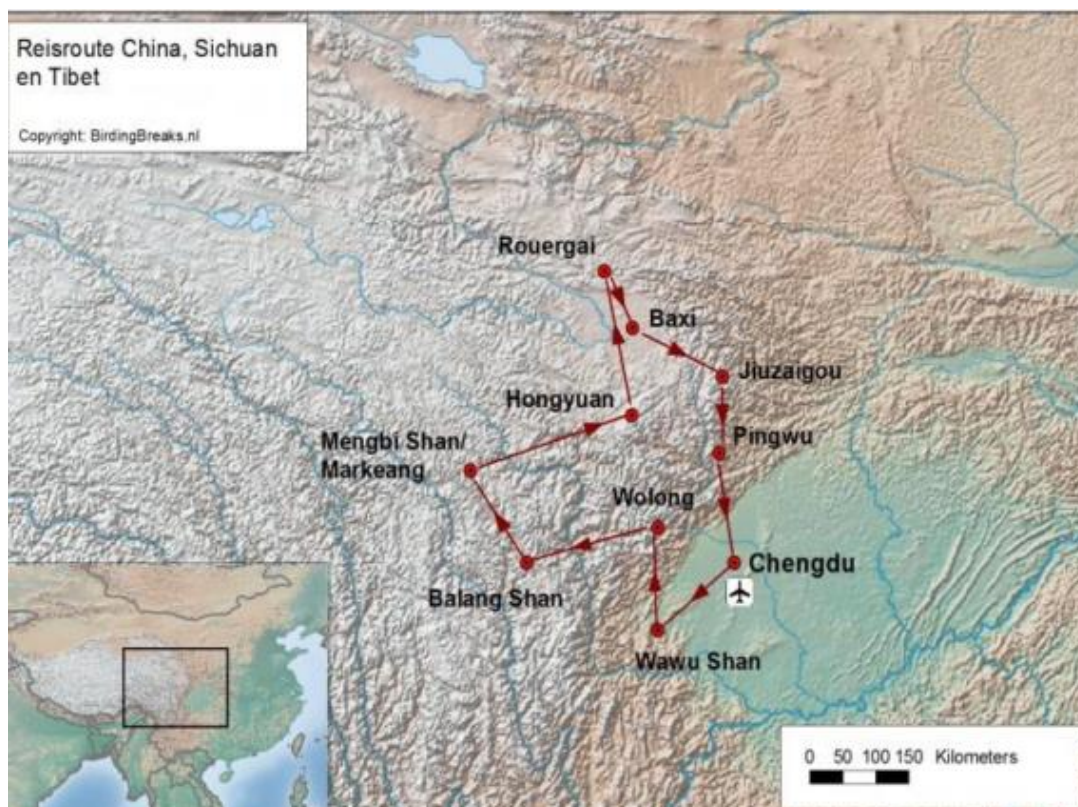 Reisroute China, Sichuan
en Tibet
Copyright: BirdingBreaks.nl
Rouergai
Baxi
Jiuzaigou
Hongyuan
Pingwu
Mengbi Shan/
Markeang
Wolong
Chengdu
Balang Shan
Wawu Shan
0 50 100 150 Kilometers